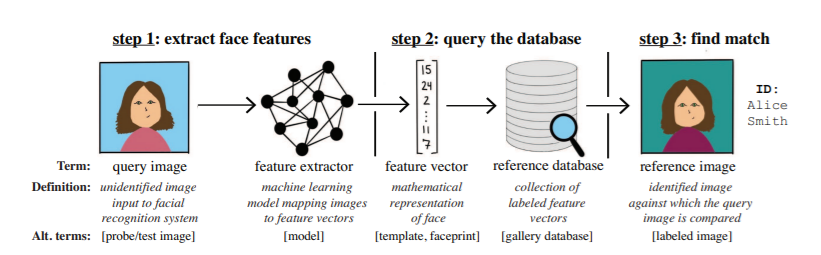 step 1: extract face features
step 2: query the database
step 3: find match
15
24
2
⋮
11
7
ID:
Alice
Smith
Term: query image feature extractor feature vector reference database reference image
Definition: unidentified image machine learning mathematical collection of identified image
input to facial model mapping images representation labeled feature against which the query
recognition system to feature vectors of face vectors image is compared
Alt. terms: [probe/test image] [model] [template, faceprint] [gallery database] [labeled image]